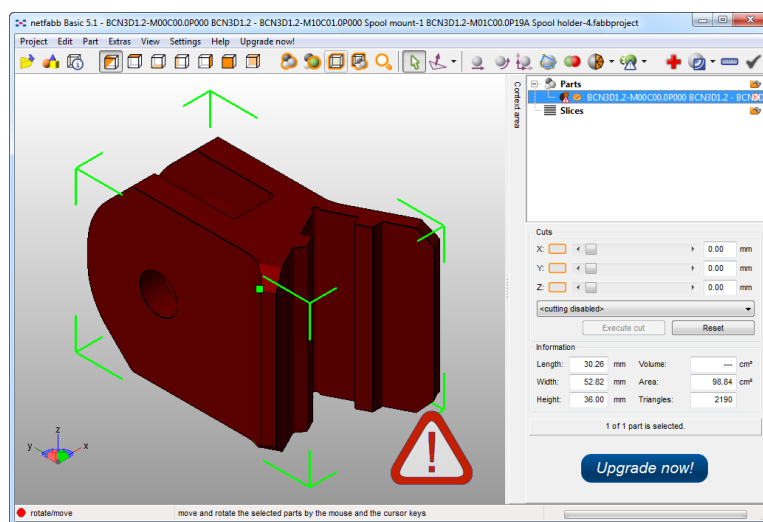 netfabb Basic 5.1 - BCN3D1.2-M00C00.0P000 BCN3D1.2 - BCN3D1.2-M10C01.0P000 Spool mount-1 BCN3D1.2-M01C00.0P19A Spool holder-4.fabbproject
Project Edit Part Extras View Settings Help Upgrade now!
Context area
Parts
BCN3D1.2-M00C00.0P000 BCN3D1.2 - BCN3D
Slices
Cuts
X: 0.00 mm
Y: 0.00 mm
Z: 0.00 mm
<cutting disabled>
Execute cut Reset
Information
Length: 30.26 mm Volume: --- cm³
Width: 52.82 mm Area: 98.84 cm²
Height: 36.00 mm Triangles: 2190
1 of 1 part is selected.
Upgrade now!
z
y x
rotate/move move and rotate the selected parts by the mouse and the cursor keys